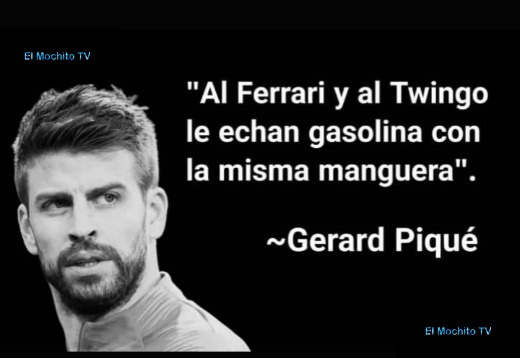 El Mochito TV
"Al Ferrari y al Twingo
le echan gasolina con
la misma manguera".
~Gerard Piqué
El Mochito TV